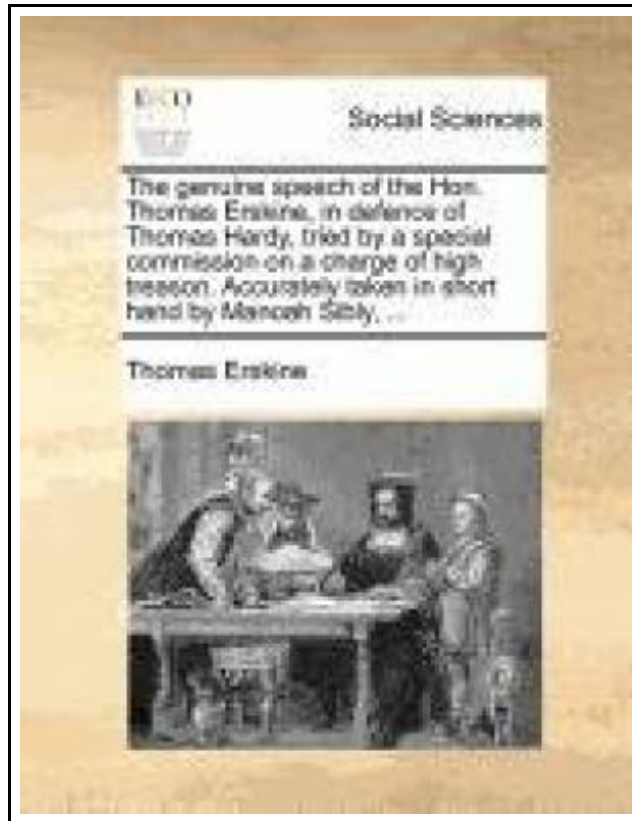 ECCO
Social Sciences
The genuine speech of the Hon.
Thomas Erskine, in defence of
Thomas Hardy, tried by a special
commission on a charge of high
treason. Accurately taken in short
hand by Manoah Sibly, ...
Thomas Erskine